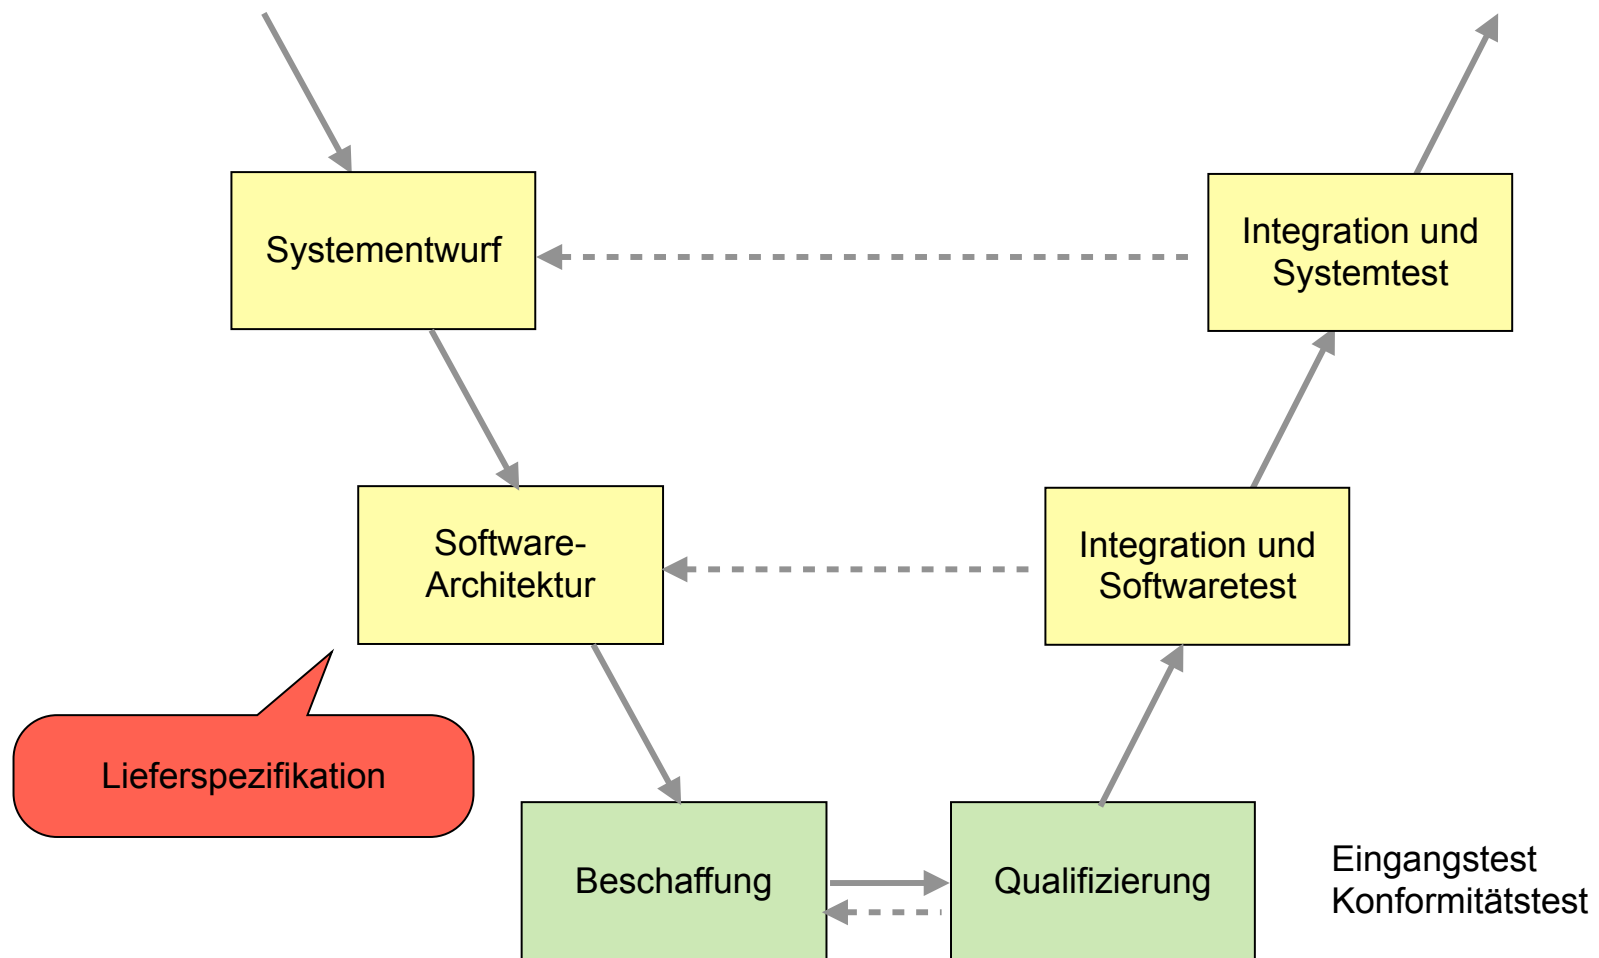 Systementwurf
Integration und
Systemtest
Software-
Architektur
Integration und
Softwaretest
Lieferspezifikation
Beschaffung
Qualifizierung
Eingangstest
Konformitätstest